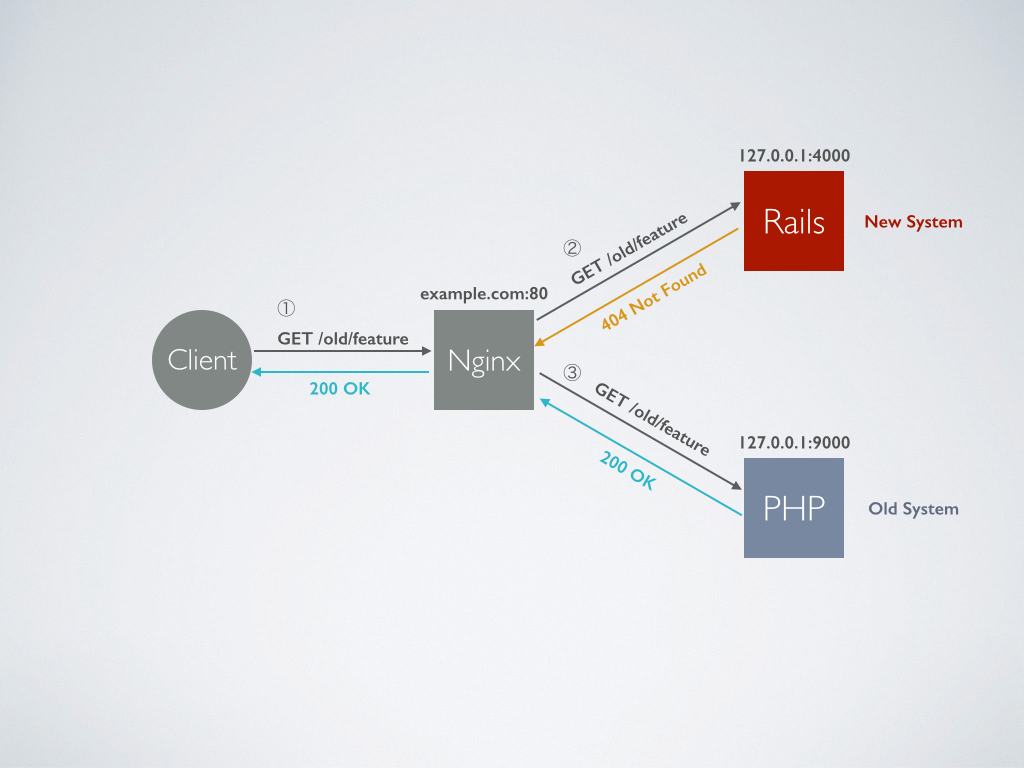 127.0.0.1:4000
Rails
New System
②
GET /old/feature
404 Not Found
example.com:80
①
GET /old/feature
Client
Nginx
200 OK
③
GET /old/feature
200 OK
127.0.0.1:9000
PHP
Old System